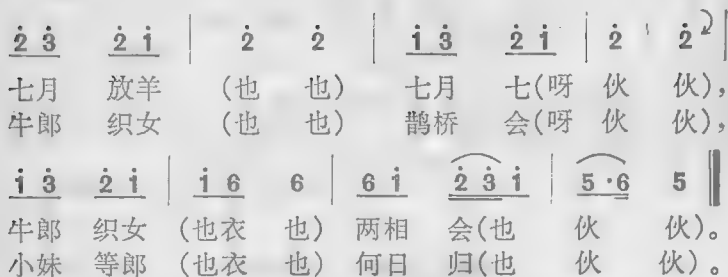 2̇ 3̇ 2̇ 1̇ | 2̇ 2̇ | 1̇ 3̇ 2̇ 1̇ | 2̇ 2̇ |
七月 放羊 (也 也) 七月 七(呀 伙 伙),
牛郎 织女 (也 也) 鹊桥 会(呀 伙 伙),
1̇ 3̇ 2̇ 1̇ | 1̇ 6 6 | 6 1̇ 2̇ 3̇ 1̇ | 5 ·6 5 ‖
牛郎 织女 (也衣 也) 两相 会(也 伙 伙)。
小妹 等郎 (也衣 也) 何日 归(也 伙 伙)。